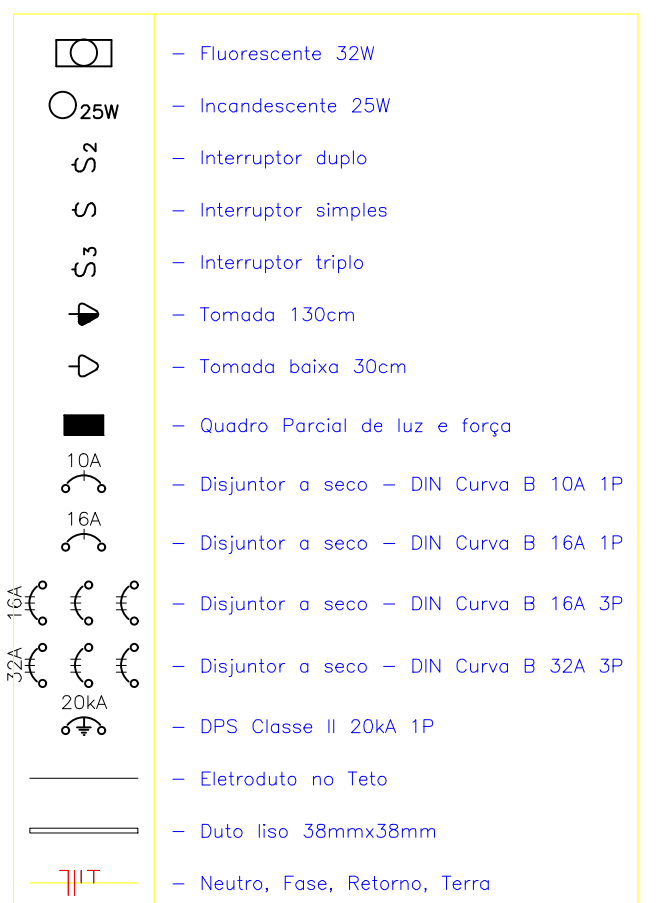 – Fluorescente 32W
25W – Incandescente 25W
S2 – Interruptor duplo
S – Interruptor simples
S3 – Interruptor triplo
– Tomada 130cm
– Tomada baixa 30cm
– Quadro Parcial de luz e força
10A – Disjuntor a seco – DIN Curva B 10A 1P
16A – Disjuntor a seco – DIN Curva B 16A 1P
16A – Disjuntor a seco – DIN Curva B 16A 3P
32A – Disjuntor a seco – DIN Curva B 32A 3P
20kA – DPS Classe II 20kA 1P
– Eletroduto no Teto
– Duto liso 38mmx38mm
– Neutro, Fase, Retorno, Terra